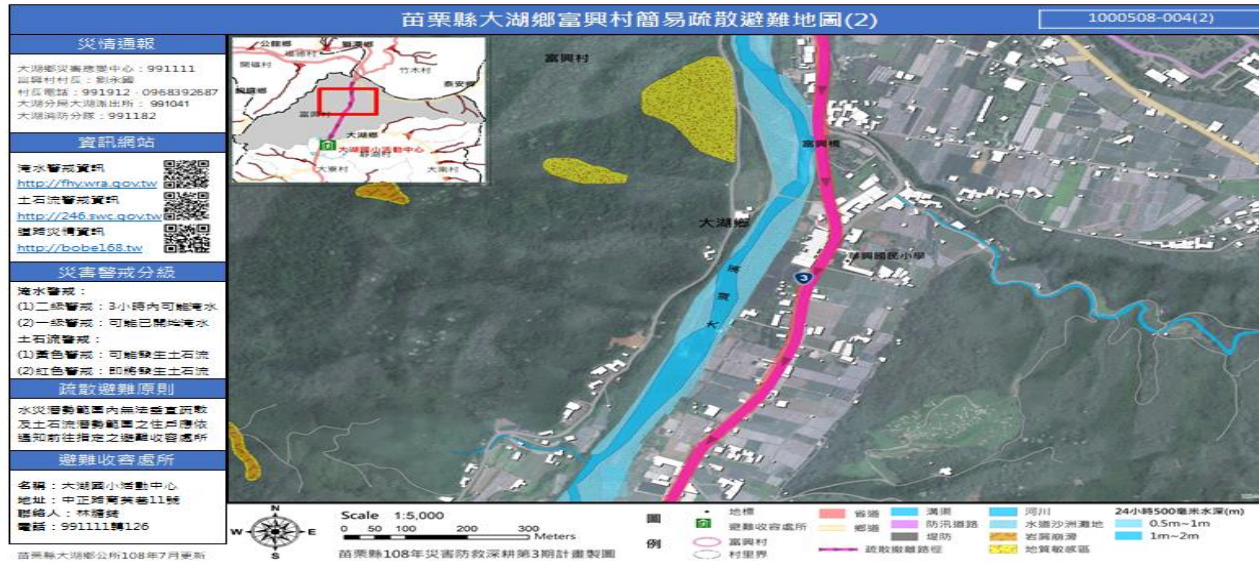 苗栗縣大湖鄉富興村簡易疏散避難地圖(2)
1000508-004(2)
災情通報
大湖鄉災害應變中心：991111
富興村村長：劉永國
村長電話：991912、0968392687
大湖分局大湖派出所：991041
大湖消防分隊：991182
資訊網站
淹水警戒資訊
http://fhy.wra.gov.tw
土石流警戒資訊
http://246.swc.gov.tw
道路災情資訊
http://bobe168.tw
災害警戒分級
淹水警戒：
(1)二級警戒：3小時內可能淹水
(2)一級警戒：可能已開始淹水
土石流警戒：
(1)黃色警戒：可能發生土石流
(2)紅色警戒：即將發生土石流
疏散避難原則
水災潛勢範圍內無法垂直疏散
及土石流潛勢範圍之住戶應依
通知前往指定之避難收容處所
避難收容處所
名稱：大湖國小活動中心
聯絡人：林
電話：991111轉126
苗栗縣大湖鄉公所108年7月更新
公館鄉
獅潭鄉
福德村
開礦村
竹木村
泰安鄉
富興村
大湖鄉
大湖國小活動中心
靜湖村
大寮村
大南村
富興村
富興橋
大湖鄉
國民小學
3
N
W
E
S
Scale 1:5,000
0 50 100 200 300
Meters
苗栗縣108年災害防救深耕第3期計畫製圖
圖例
地標
避難收容處所
富興村
村里界
省道
鄉道
疏散撤離路徑
溝渠
防汛道路
堤防
河川
水道沙洲灘地
岩屑崩滑
地質敏感區
24小時500毫米水深(m)
0.5m~1m
1m~2m